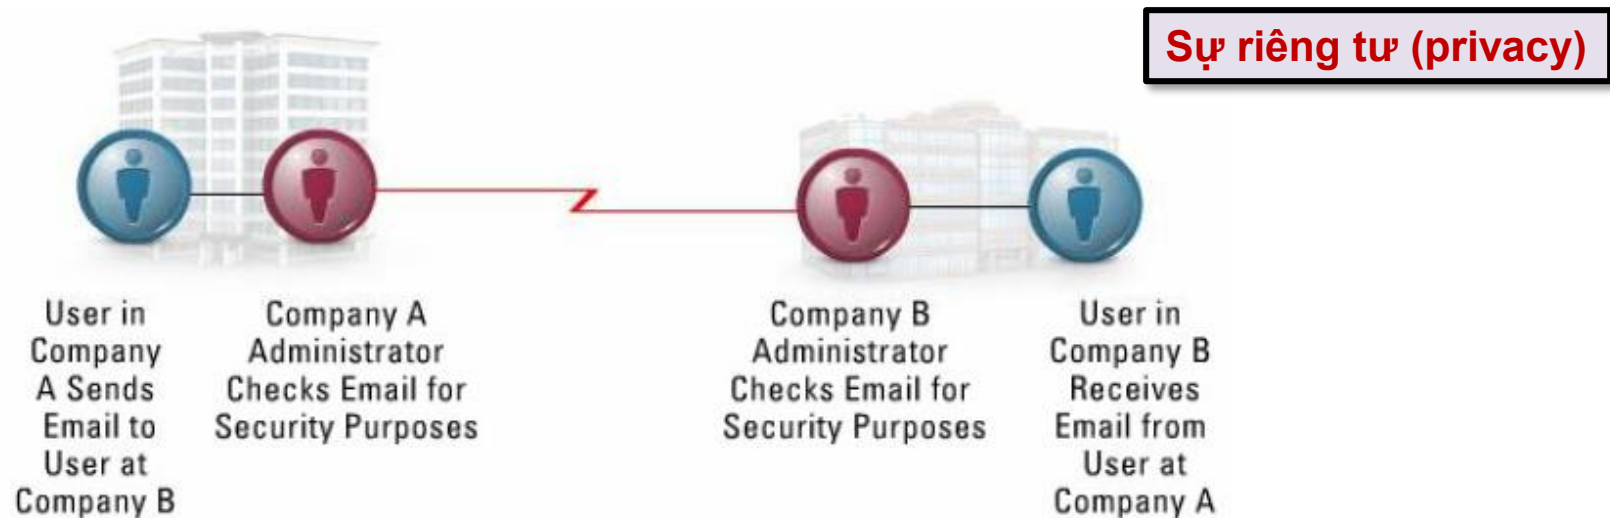 Sự riêng tư (privacy)
User in
Company
A Sends
Email to
User at
Company B
Company A
Administrator
Checks Email for
Security Purposes
Company B
Administrator
Checks Email for
Security Purposes
User in
Company B
Receives
Email from
User at
Company A